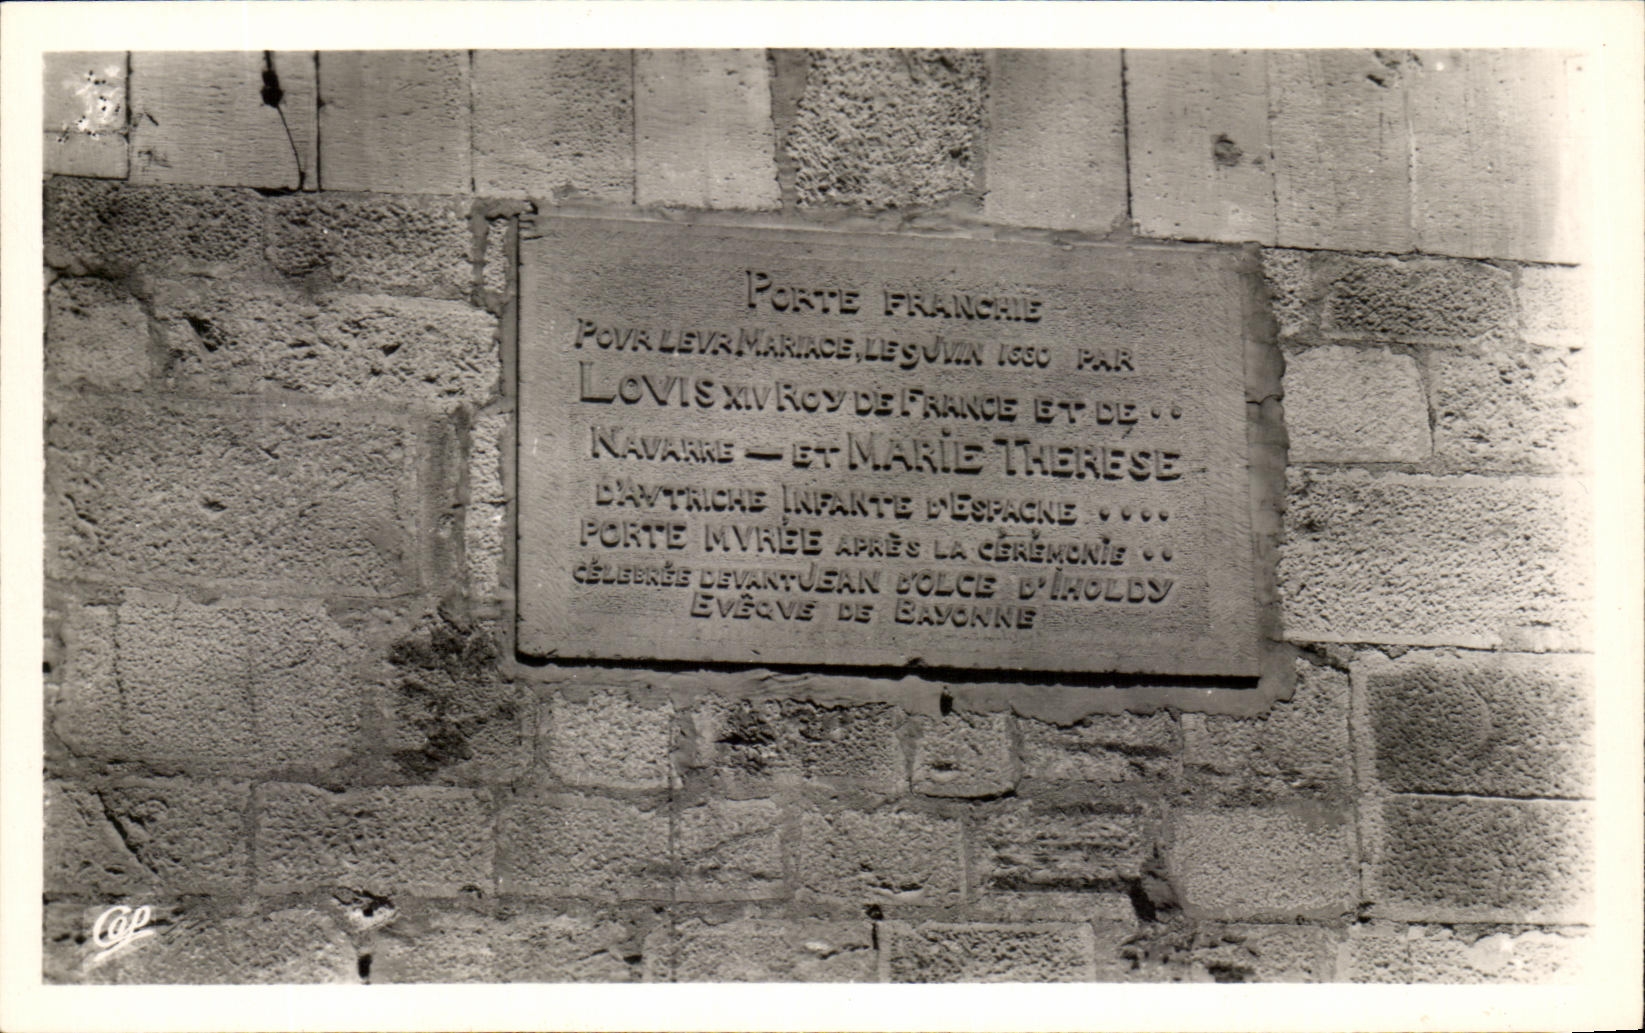 PORTE FRANCHIE
POVR LEVR MARIAGE, LE 9 JVIN 1660 PAR
LOVIS XIV ROY DE FRANCE ET DE ··
NAVARRE — ET MARIE THERESE
D'AVTRICHE INFANTE D'ESPAGNE ····
PORTE MVRÉE APRÈS LA CÉRÉMONIE ··
CÉLEBRÉE DEVANT JEAN D'OLCE D'IHOLDY
EVÊQVE DE BAYONNE
Cap